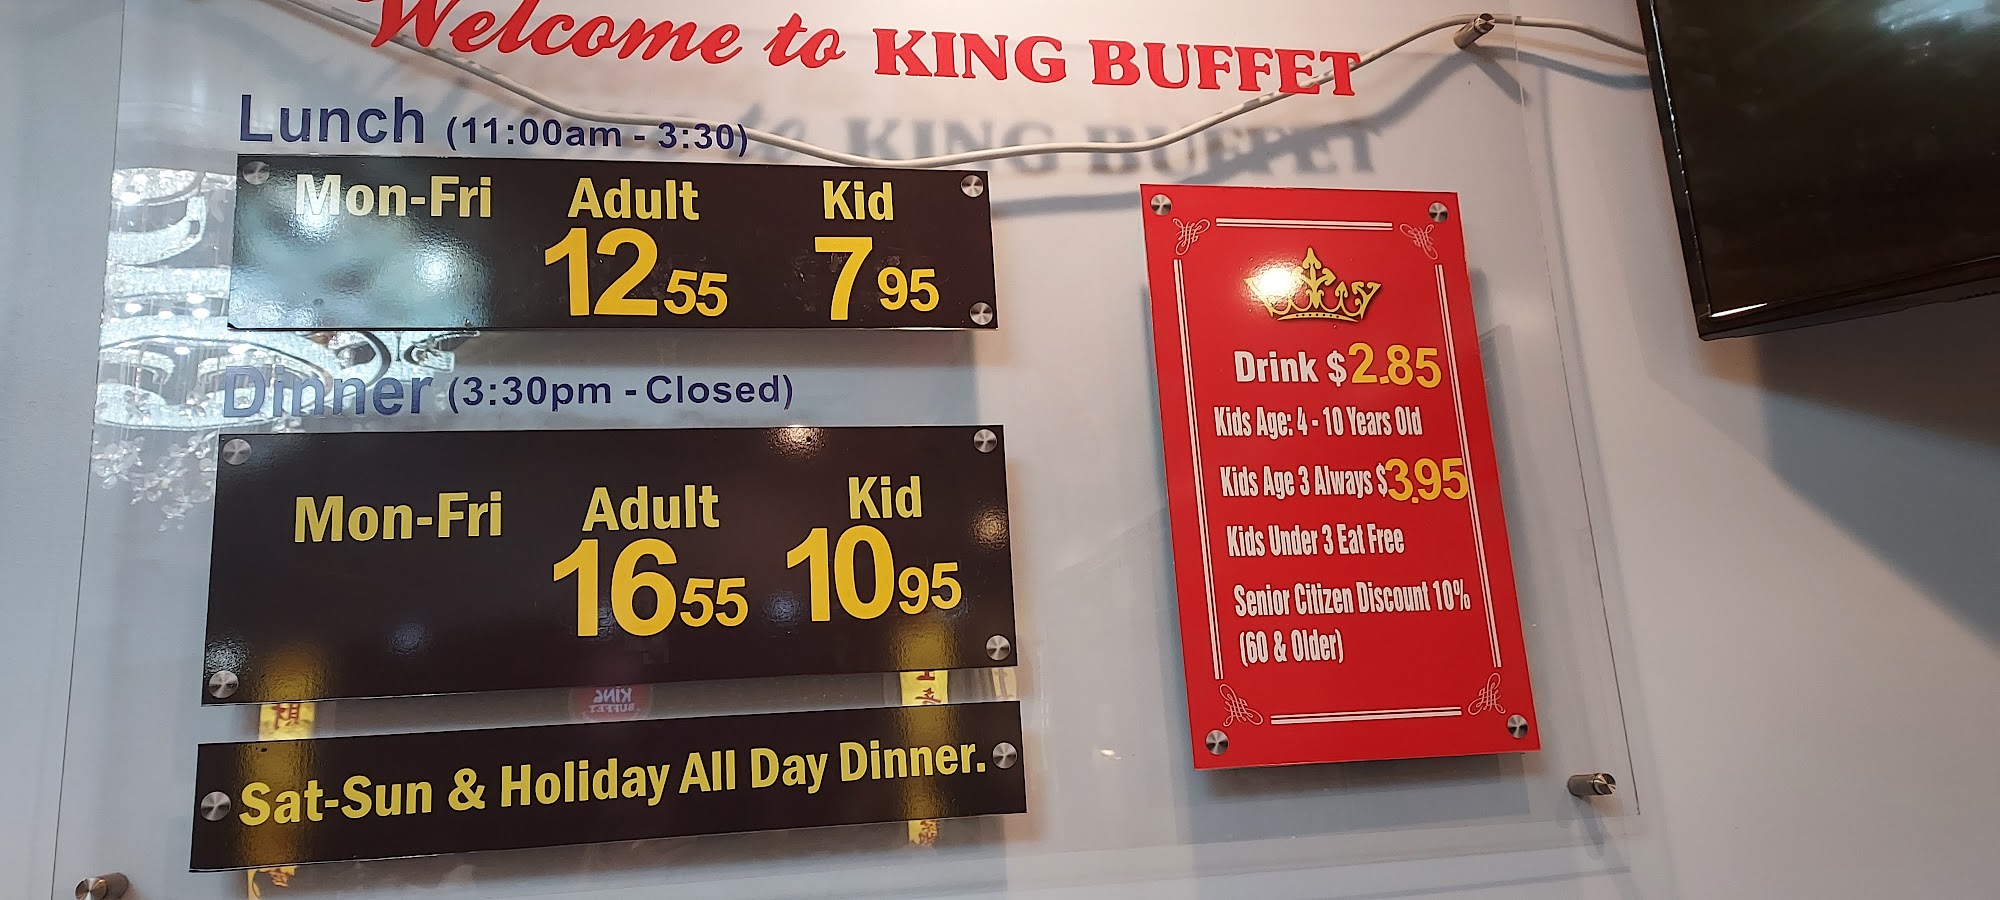 Welcome to KING BUFFET
Lunch (11:00am - 3:30)
Mon-Fri Adult Kid
12 55 7 95
Dinner (3:30pm - Closed)
Mon-Fri Adult Kid
16 55 10 95
Sat-Sun & Holiday All Day Dinner.
Drink $2.85
Kids Age: 4 - 10 Years Old
Kids Age 3 Always $3.95
Kids Under 3 Eat Free
Senior Citizen Discount 10%
(60 & Older)
KING
BUFFET